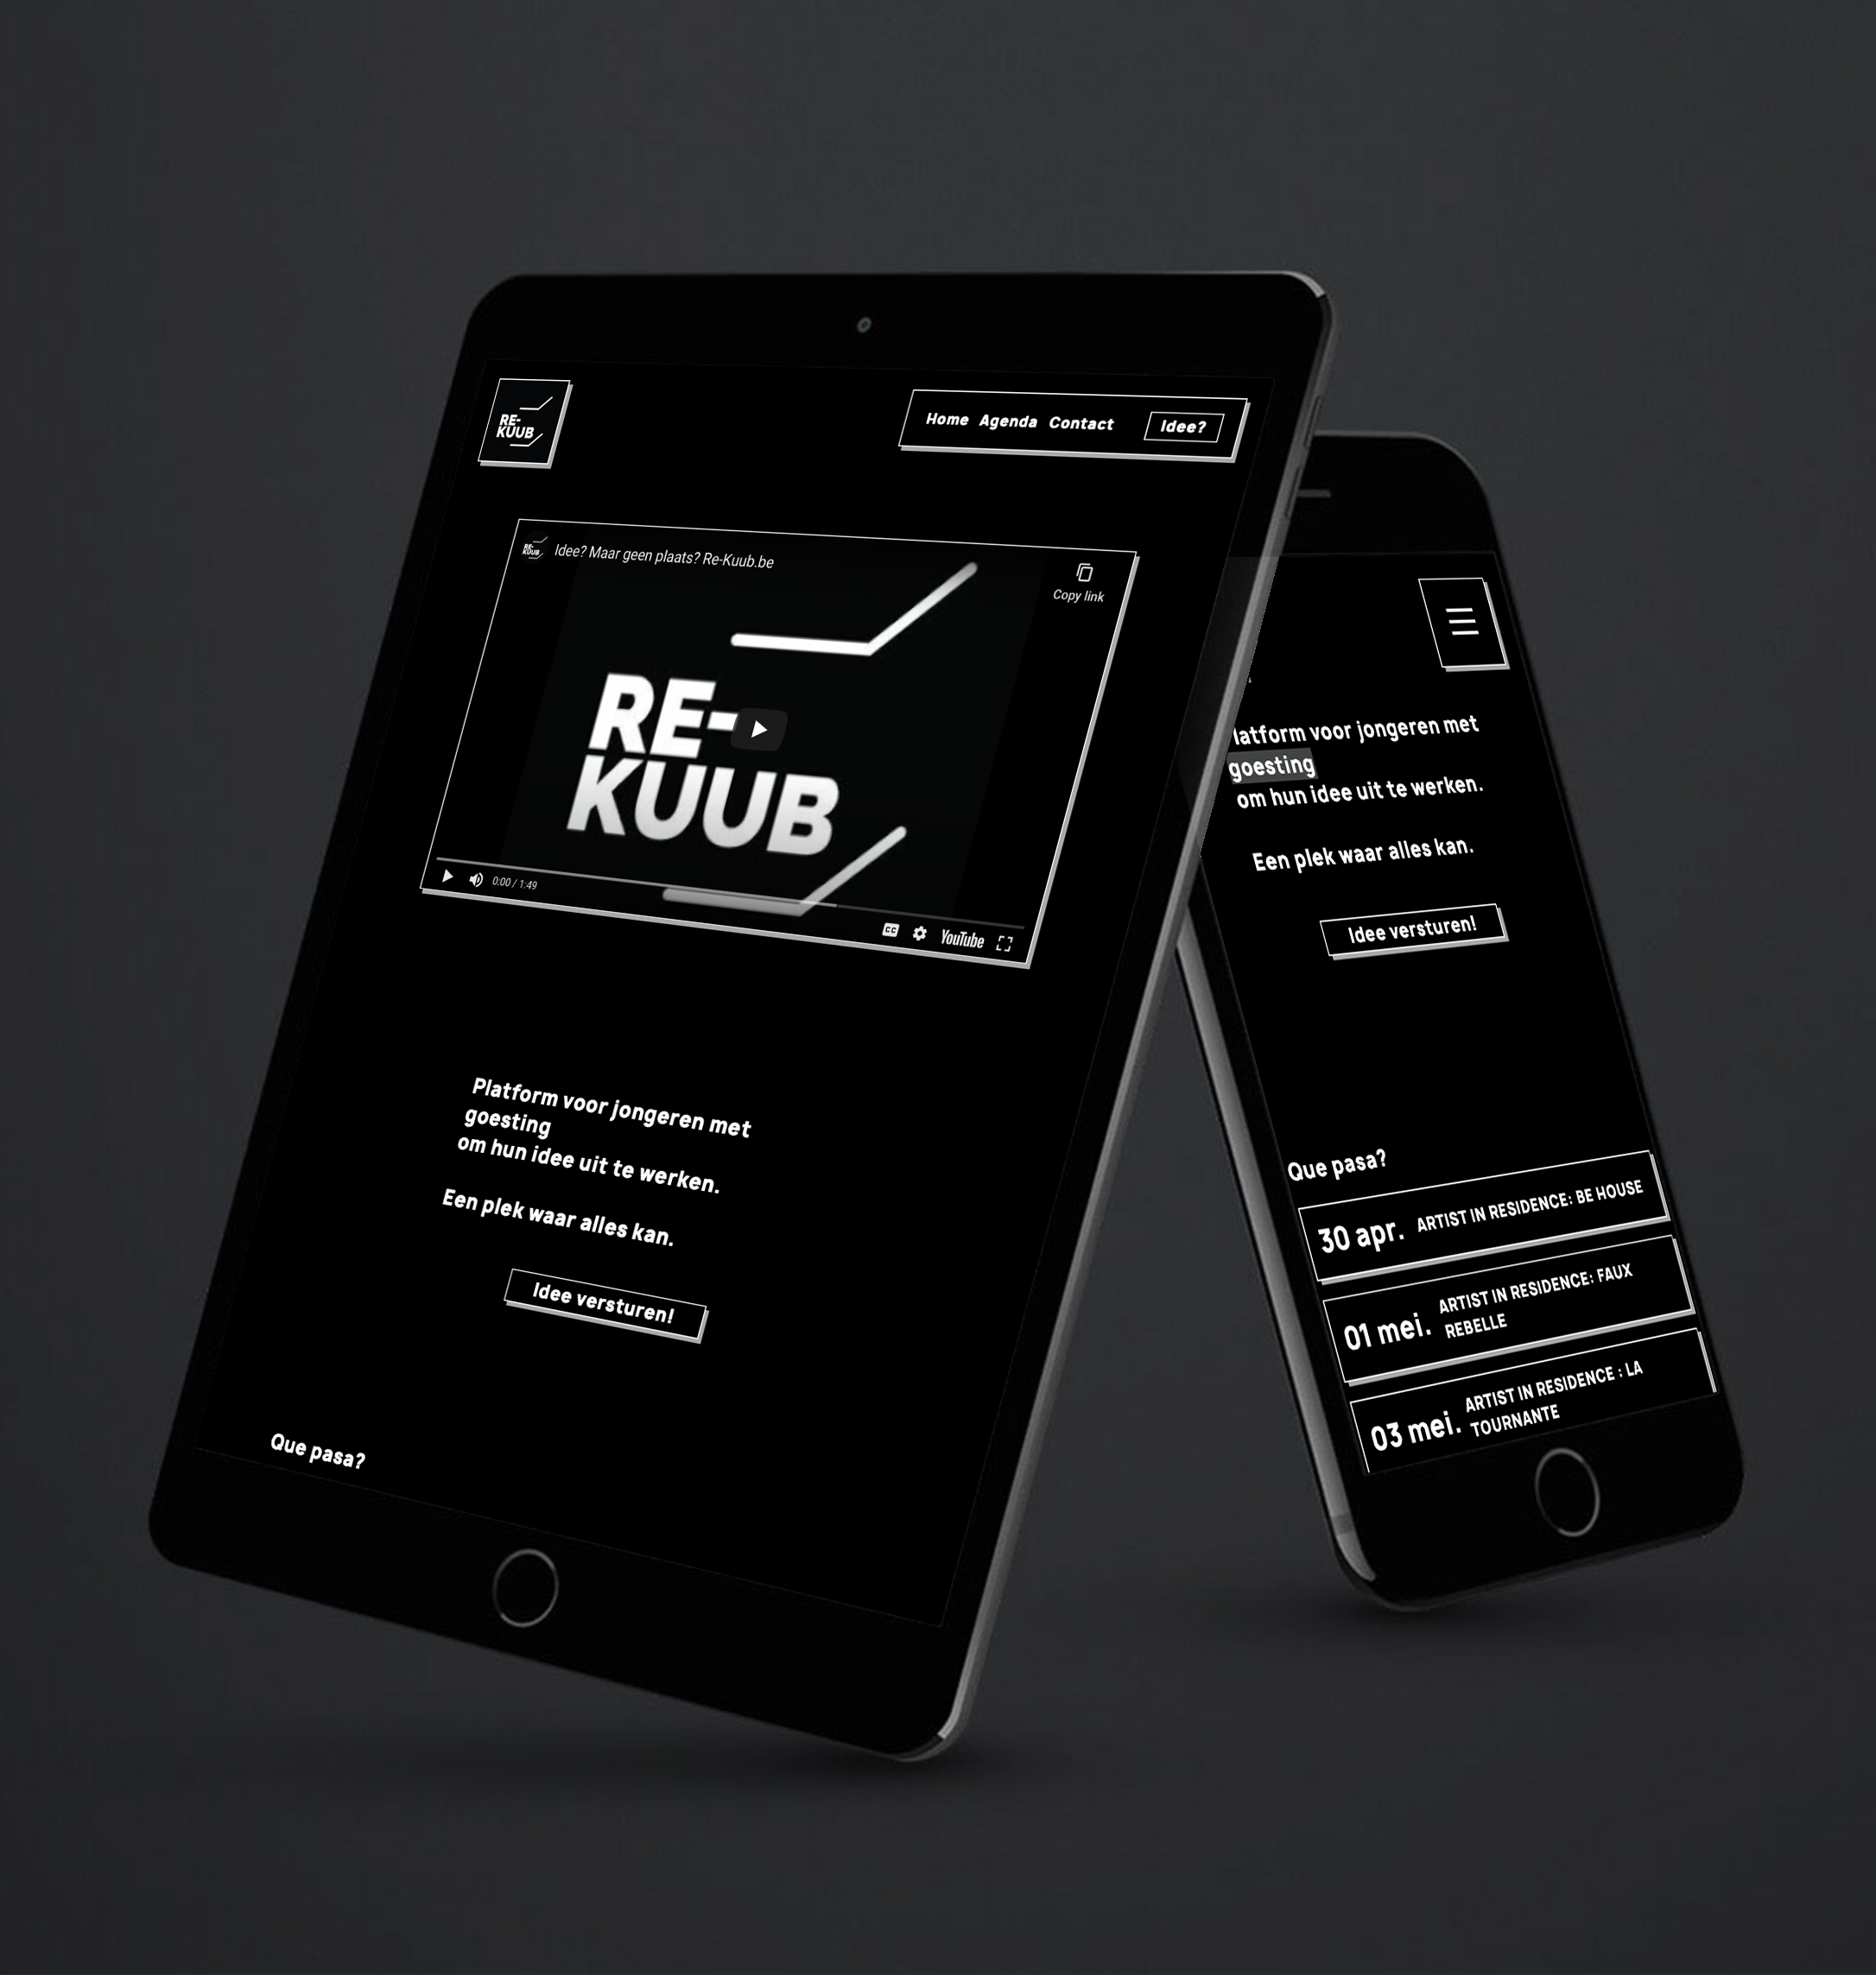 RE-
KUUB
Home Agenda Contact Idee?
RE-
KUUB
Idee? Maar geen plaats? Re-Kuub.be
Copy link
RE-
KUUB
0:00 / 1:49
CC
YouTube
Platform voor jongeren met
goesting
om hun idee uit te werken.
Een plek waar alles kan.
Idee versturen!
Que pasa?
latform voor jongeren met
goesting
om hun idee uit te werken.
Een plek waar alles kan.
Idee versturen!
Que pasa?
30 apr. ARTIST IN RESIDENCE: BE HOUSE
01 mei. ARTIST IN RESIDENCE: FAUX
REBELLE
03 mei. ARTIST IN RESIDENCE : LA
TOURNANTE